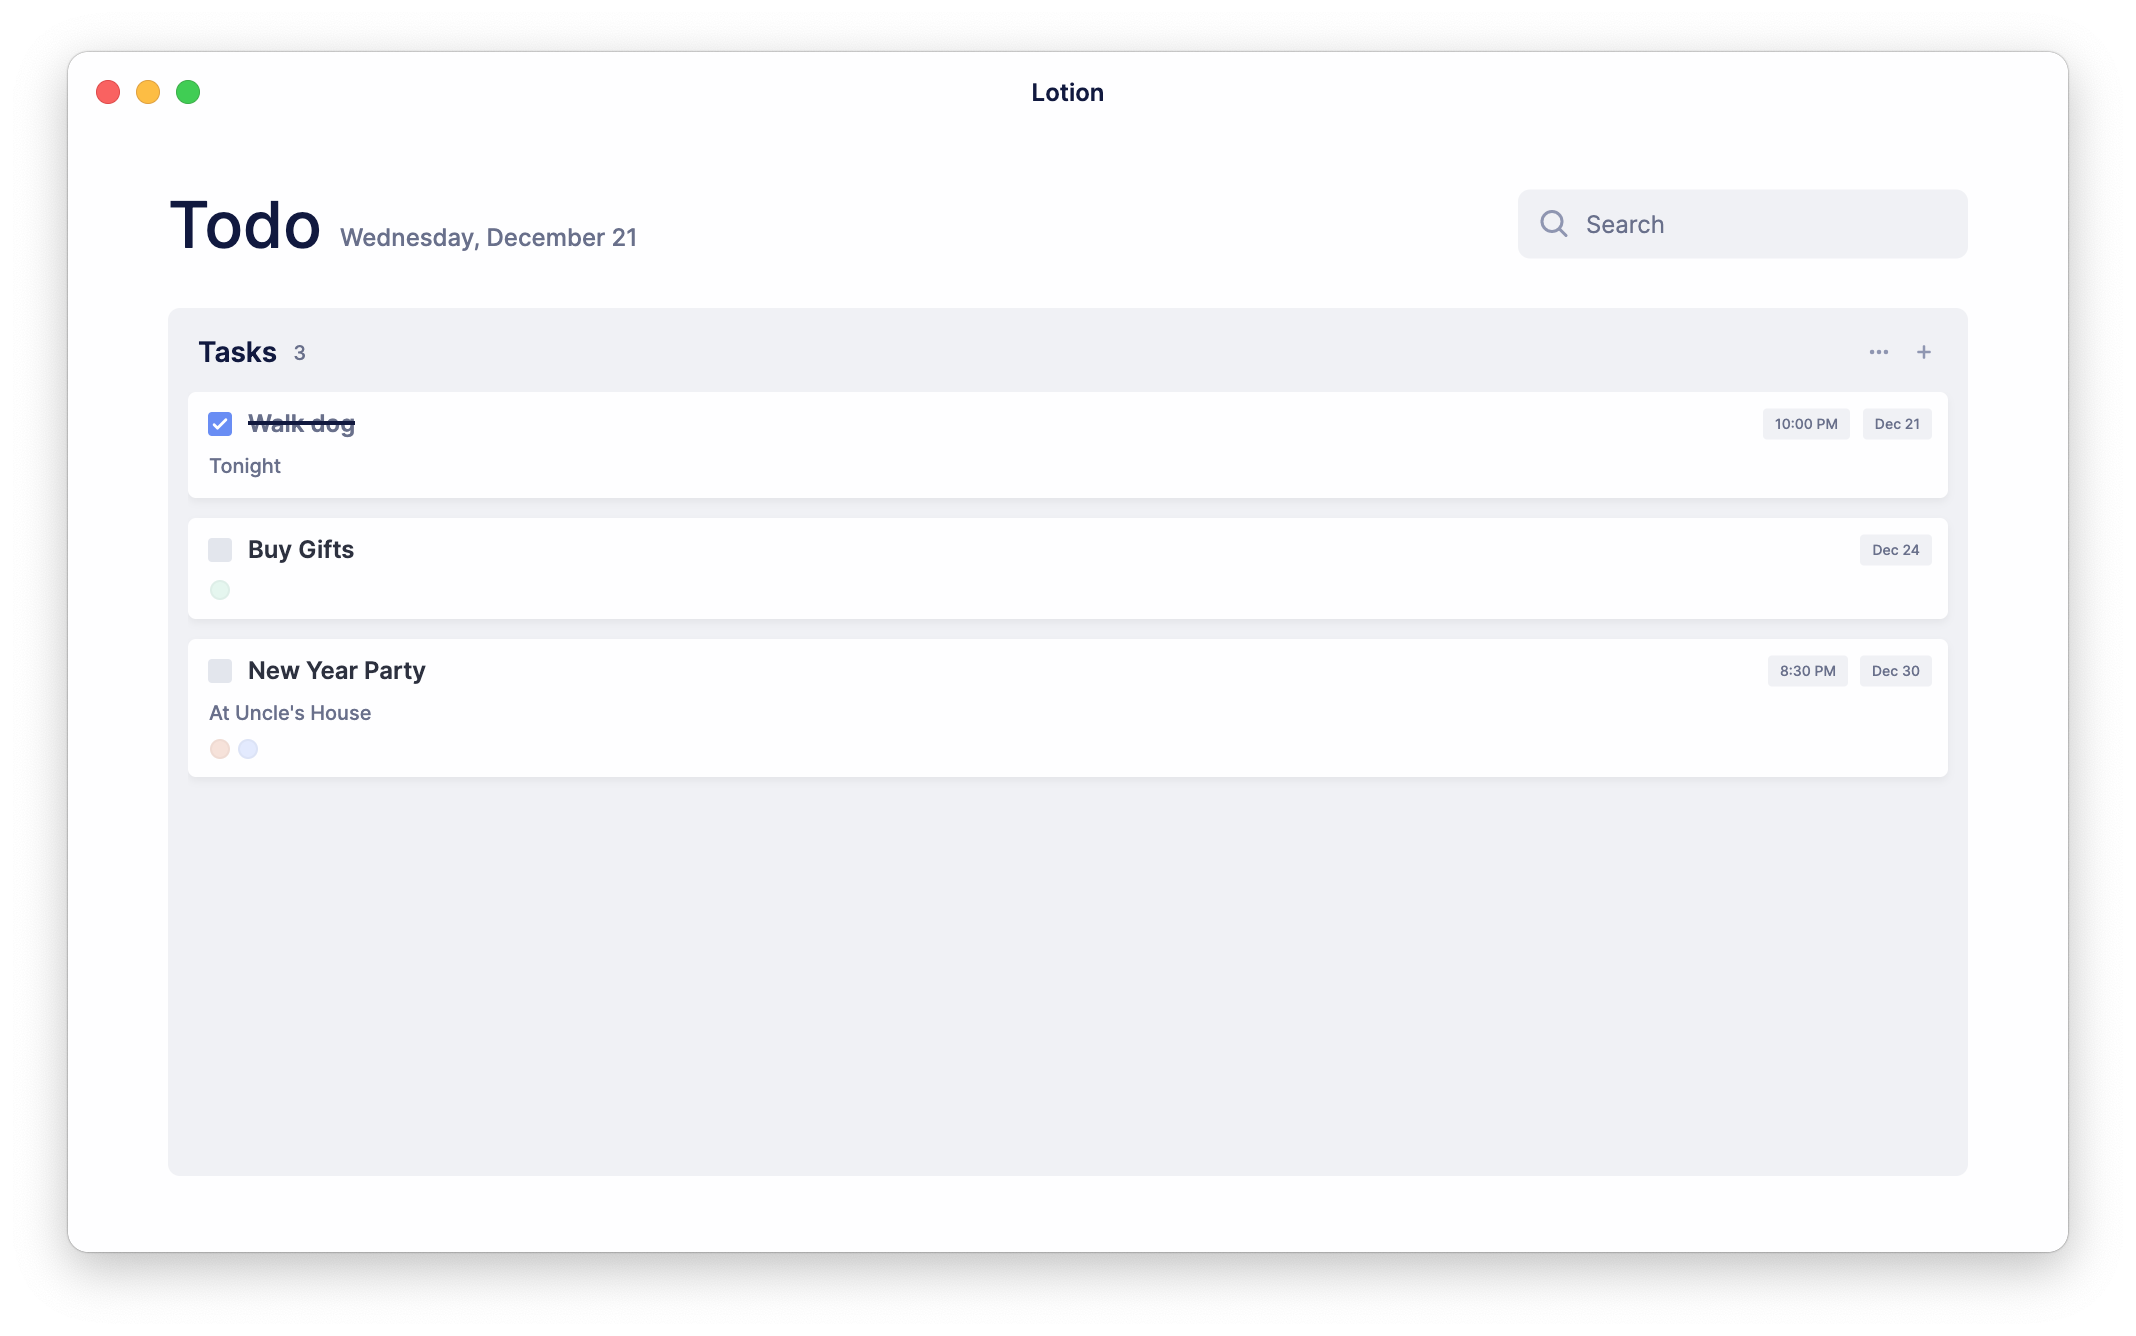 Lotion
Todo Wednesday, December 21
Search
Tasks 3
Walk dog
10:00 PM Dec 21
Tonight
Buy Gifts
Dec 24
New Year Party
8:30 PM Dec 30
At Uncle's House